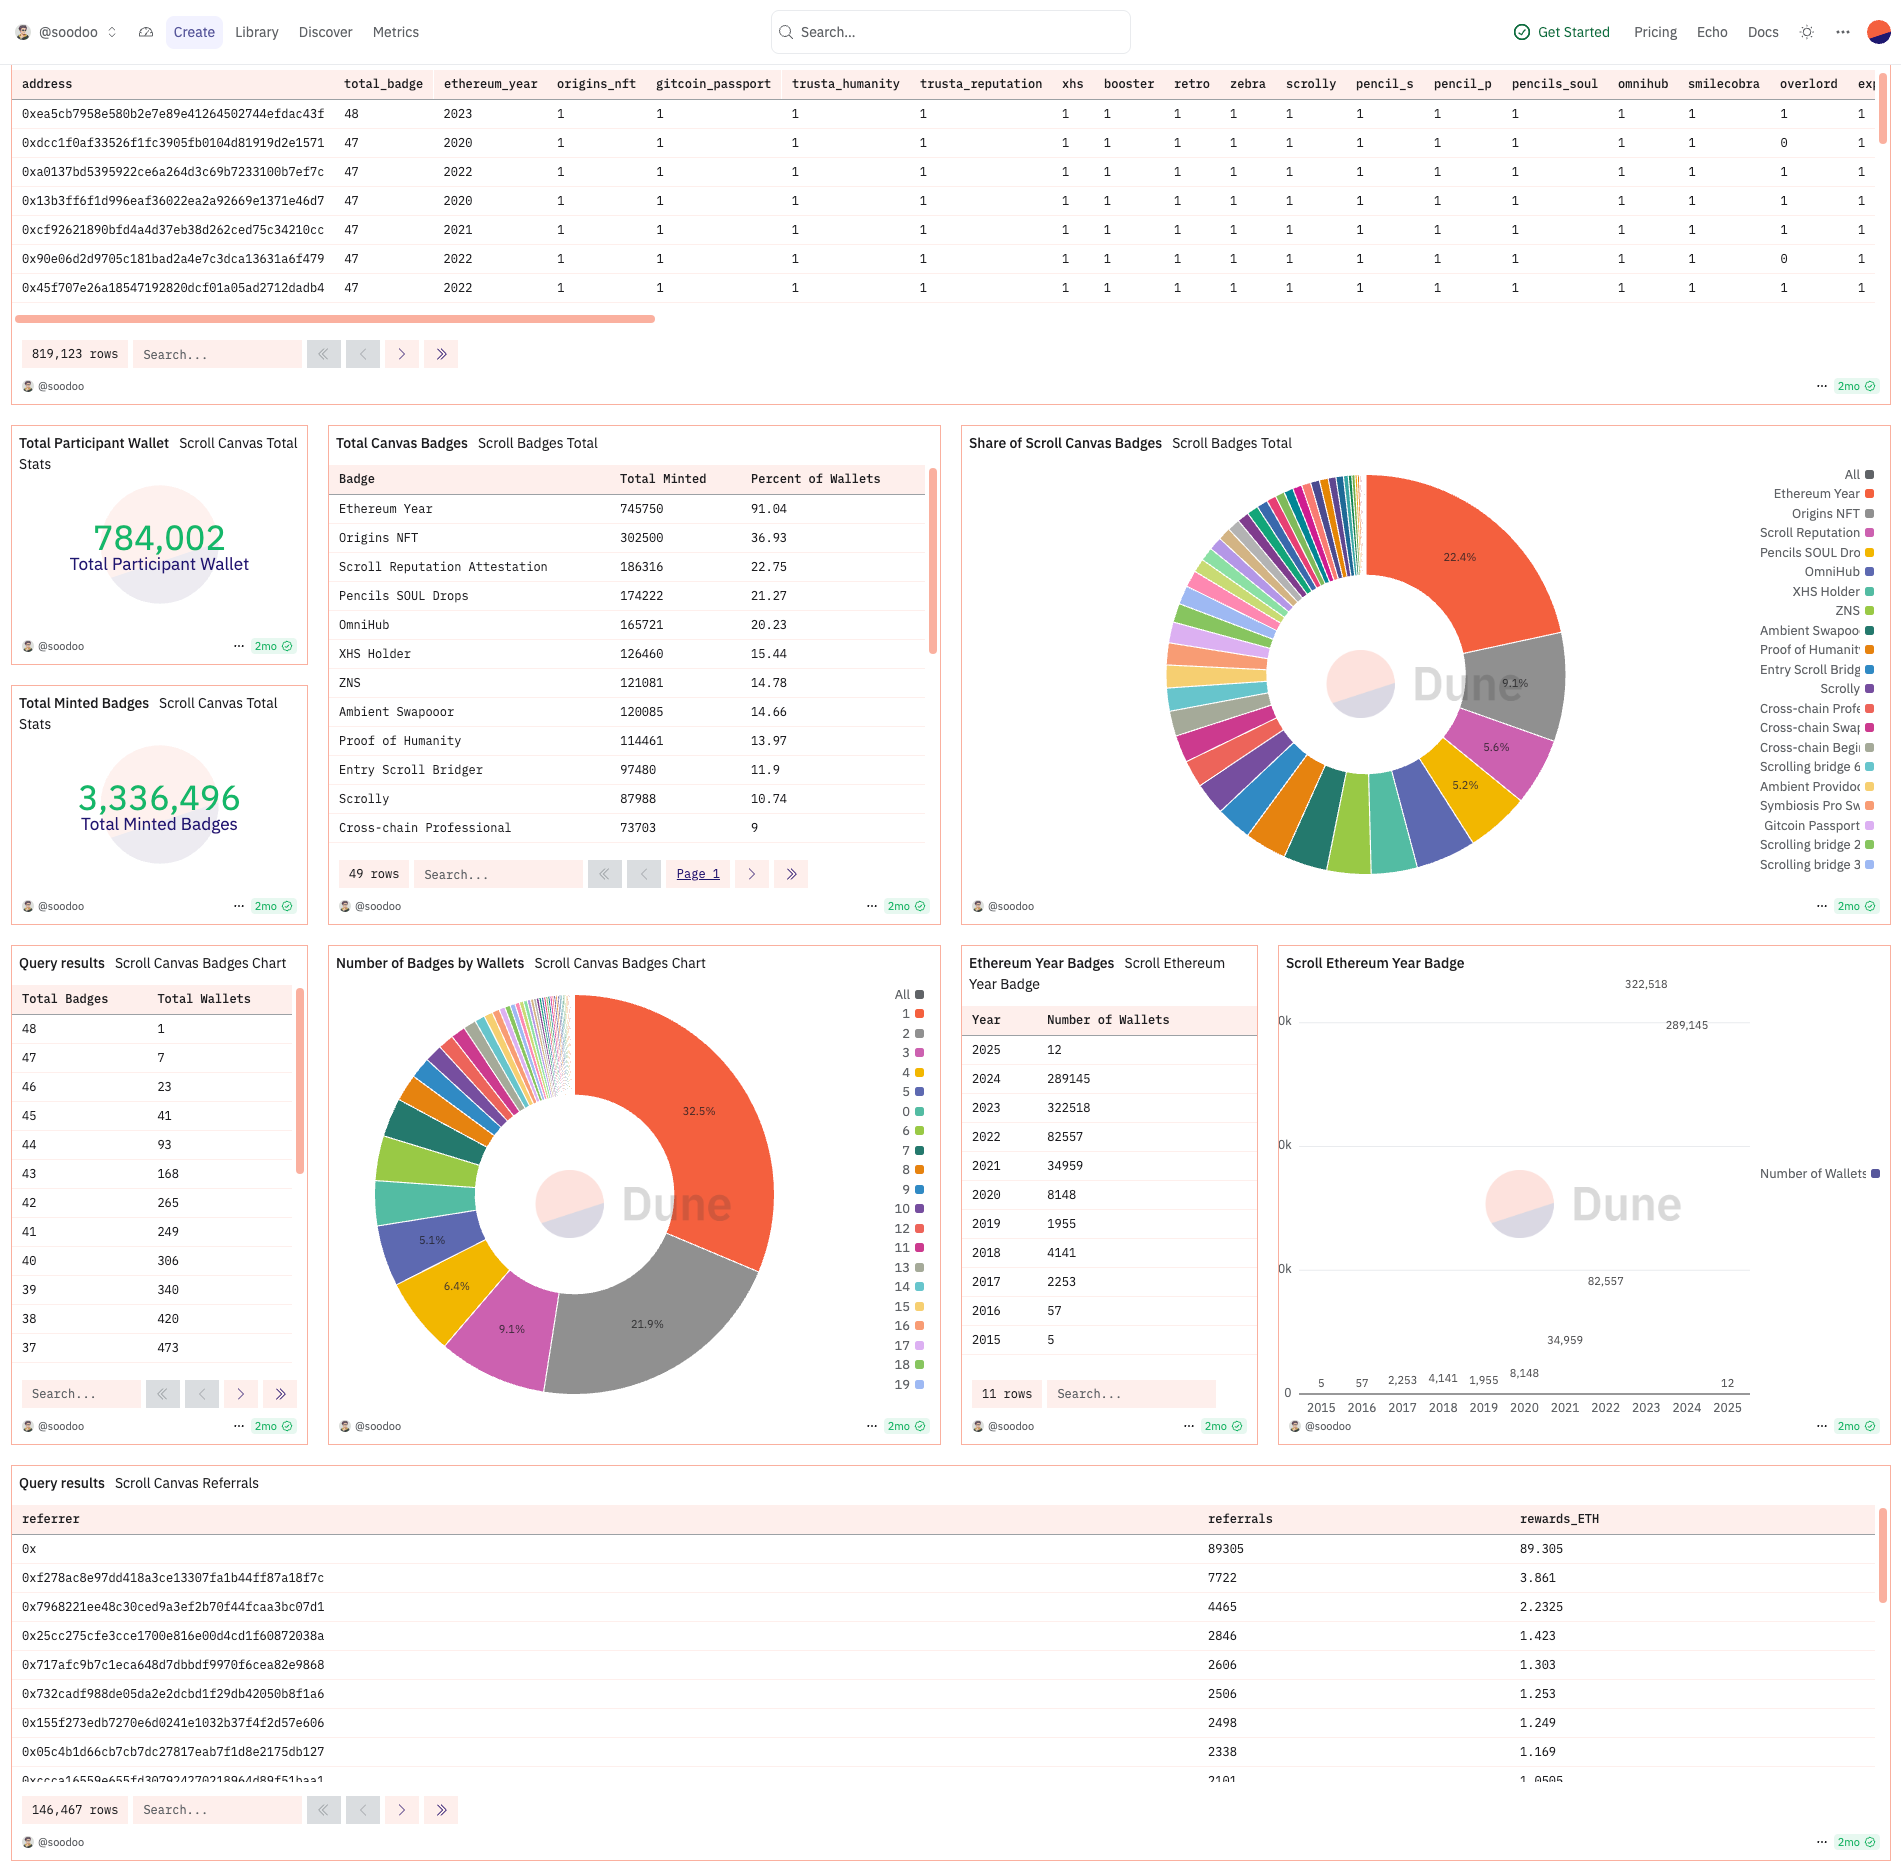 @soodoo Create Library Discover Metrics Search... Get Started Pricing Echo Docs
address total_badge ethereum_year origins_nft gitcoin_passport trusta_humanity trusta_reputation xhs booster retro zebra scrolly pencil_s pencil_p pencils_soul omnihub smilecobra overlord
0xea5cb7958e580b2e7e89e41264502744efdac43f 48 2023 1 1 1 1 1 1 1 1 1 1 1 1 1 1 1 1
0xdcc1f0af33526f1fc3905fb0104d81919d2e1571 47 2020 1 1 1 1 1 1 1 1 1 1 1 1 1 1 0 1
0xa0137bd5395922ce6a264d3c69b7233100b7ef7c 47 2022 1 1 1 1 1 1 1 1 1 1 1 1 1 1 1 1
0x13b3ff6f1d996eaf36022ea2a92669e1371e46d7 47 2020 1 1 1 1 1 1 1 1 1 1 1 1 1 1 1 1
0xcf92621890bfd4a4d37eb38d262ced75c34210cc 47 2021 1 1 1 1 1 1 1 1 1 1 1 1 1 1 1 1
0x90e06d2d9705c181bad2a4e7c3dca13631a6f479 47 2022 1 1 1 1 1 1 1 1 1 1 1 1 1 1 0 1
0x45f707e26a18547192820dcf01a05ad2712dadb4 47 2022 1 1 1 1 1 1 1 1 1 1 1 1 1 1 1 1
819,123 rows Search...
@soodoo 2mo
Total Participant Wallet Scroll Canvas Total
Stats
784,002
Total Participant Wallet
@soodoo 2mo
Total Minted Badges Scroll Canvas Total
Stats
3,336,496
Total Minted Badges
@soodoo 2mo
Total Canvas Badges Scroll Badges Total
Badge Total Minted Percent of Wallets
Ethereum Year 745750 91.04
Origins NFT 302500 36.93
Scroll Reputation Attestation 186316 22.75
Pencils SOUL Drops 174222 21.27
OmniHub 165721 20.23
XHS Holder 126460 15.44
ZNS 121081 14.78
Ambient Swapooor 120085 14.66
Proof of Humanity 114461 13.97
Entry Scroll Bridger 97480 11.9
Scrolly 87988 10.74
Cross-chain Professional 73703 9
49 rows Search... Page 1
@soodoo 2mo
Share of Scroll Canvas Badges Scroll Badges Total
22.4%
9.1%
5.6%
5.2%
Dune
All
Ethereum Year
Origins NFT
Scroll Reputation
Pencils SOUL Dro
OmniHub
XHS Holder
ZNS
Ambient Swapoo
Proof of Humanit
Entry Scroll Bridg
Scrolly
Cross-chain Profe
Cross-chain Swap
Cross-chain Begi
Scrolling bridge 6
Ambient Providoo
Symbiosis Pro Sw
Gitcoin Passport
Scrolling bridge 2
Scrolling bridge 3
@soodoo 2mo
Query results Scroll Canvas Badges Chart
Total Badges Total Wallets
48 1
47 7
46 23
45 41
44 93
43 168
42 265
41 249
40 306
39 340
38 420
37 473
Search...
@soodoo 2mo
Number of Badges by Wallets Scroll Canvas Badges Chart
32.5%
21.9%
9.1%
6.4%
5.1%
Dune
All
1
2
3
4
5
0
6
7
8
9
10
12
11
13
14
15
16
17
18
19
@soodoo 2mo
Ethereum Year Badges Scroll Ethereum
Year Badge
Year Number of Wallets
2025 12
2024 289145
2023 322518
2022 82557
2021 34959
2020 8148
2019 1955
2018 4141
2017 2253
2016 57
2015 5
11 rows Search...
@soodoo 2mo
Scroll Ethereum Year Badge
322,518
0k
289,145
0k
Number of Wallets
Dune
0k
82,557
34,959
0 5 57 2,253 4,141 1,955 8,148 12
2015 2016 2017 2018 2019 2020 2021 2022 2023 2024 2025
@soodoo 2mo
Query results Scroll Canvas Referrals
referrer referrals rewards_ETH
0x 89305 89.305
0xf278ac8e97dd418a3ce13307fa1b44ff87a18f7c 7722 3.861
0x7968221ee48c30ced9a3ef2b70f44fcaa3bc07d1 4465 2.2325
0x25cc275cfe3cce1700e816e00d4cd1f60872038a 2846 1.423
0x717afc9b7c1eca648d7dbbdf9970f6cea82e9868 2606 1.303
0x732cadf988de05da2e2dcbd1f29db42050b8f1a6 2506 1.253
0x155f273edb7270e6d0241e1032b37f4f2d57e606 2498 1.249
0x05c4b1d66cb7cb7dc27817eab7f1d8e2175db127 2338 1.169
2101 1.0505
146,467 rows Search...
@soodoo 2mo